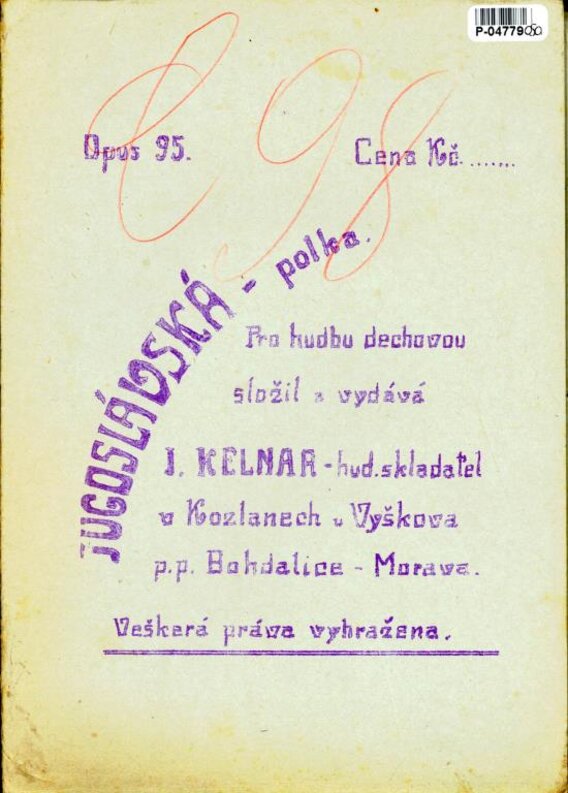 P-04779050
C 98
Opus 95.
Cena Kč........
JUGOSLÁVSKÁ - polka.
Pro hudbu dechovou
složil a vydává
J. KELNAR - hud.skladatel
v Kozlanech u Vyškova
p.p. Bohdalice - Morava.
Veškerá práva vyhražena.